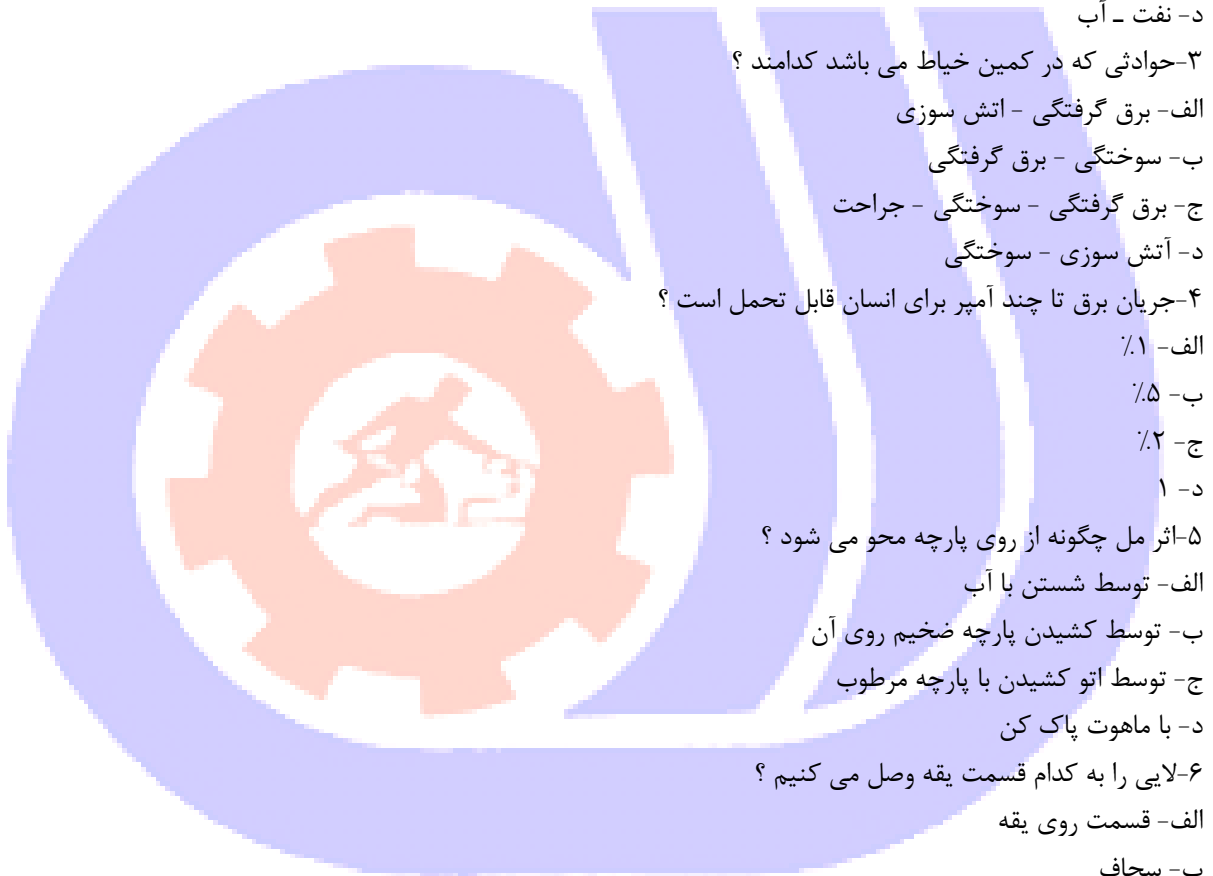 د- نفت ـ آب
۳-حوادثی که در کمین خیاط می باشد کدامند ؟
الف- برق گرفتگی - اتش سوزی
ب- سوختگی - برق گرفتگی
ج- برق گرفتگی - سوختگی - جراحت
د- آتش سوزی - سوختگی
۴-جریان برق تا چند آمپر برای انسان قابل تحمل است ؟
الف- ۱٪
ب- ۵٪
ج- ۲٪
د- ۱
۵-اثر مل چگونه از روی پارچه محو می شود ؟
الف- توسط شستن با آب
ب- توسط کشیدن پارچه ضخیم روی آن
ج- توسط اتو کشیدن با پارچه مرطوب
د- با ماهوت پاک کن
۶-لایی را به کدام قسمت یقه وصل می کنیم ؟
الف- قسمت روی یقه
ب- سجاف